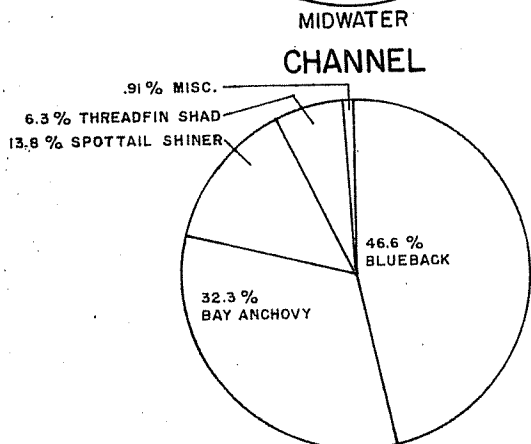 MIDWATER
CHANNEL
.91 % MISC.
6.3 % THREADFIN SHAD
13.8 % SPOTTAIL SHINER
46.6 %
BLUEBACK
32.3 %
BAY ANCHOVY